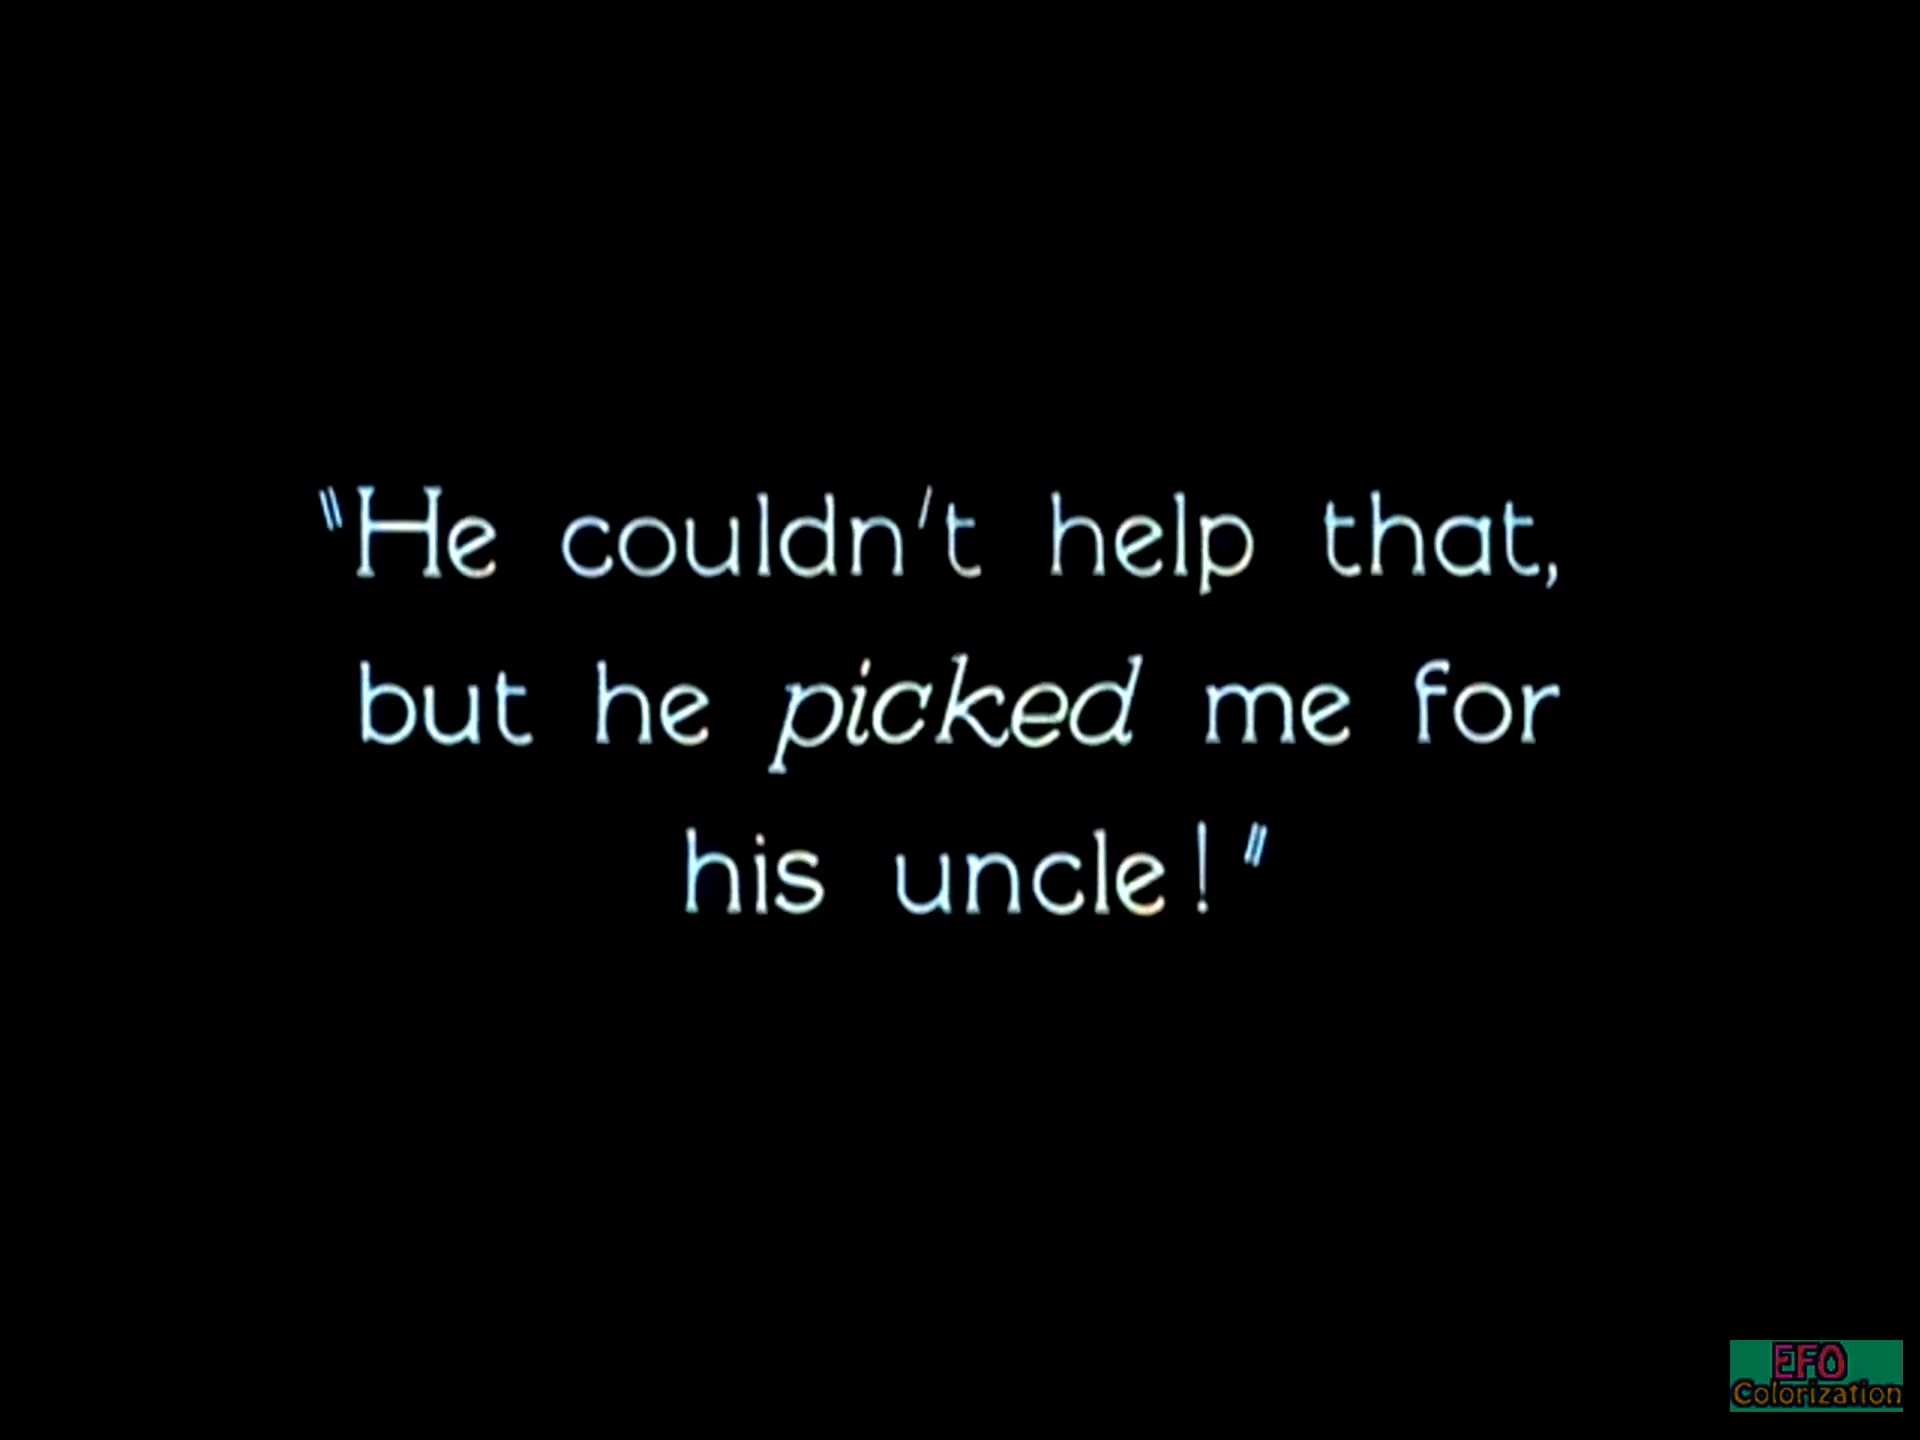 "He couldn't help that,
but he picked me for
his uncle!"
EFO
Colorization